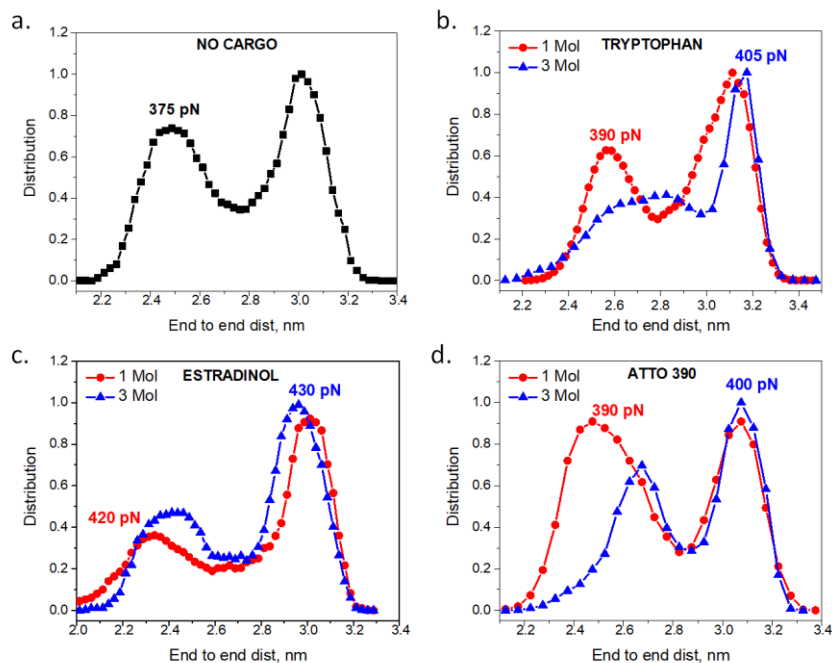 a.
NO CARGO
375 pN
Distribution
1.2
1.0
0.8
0.6
0.4
0.2
0.0
2.2 2.4 2.6 2.8 3.0 3.2 3.4
End to end dist, nm
b.
TRYPTOPHAN
1 Mol
3 Mol
390 pN
405 pN
Distribution
1.2
1.0
0.8
0.6
0.4
0.2
0.0
2.2 2.4 2.6 2.8 3.0 3.2 3.4
End to end dist, nm
c.
ESTRADINOL
1 Mol
3 Mol
420 pN
430 pN
Distribution
1.2
1.0
0.8
0.6
0.4
0.2
0.0
2.0 2.2 2.4 2.6 2.8 3.0 3.2 3.4
End to end dist, nm
d.
ATTO 390
1 Mol
3 Mol
390 pN
400 pN
Distribution
1.2
1.0
0.8
0.6
0.4
0.2
0.0
2.2 2.4 2.6 2.8 3.0 3.2 3.4
End to end dist, nm